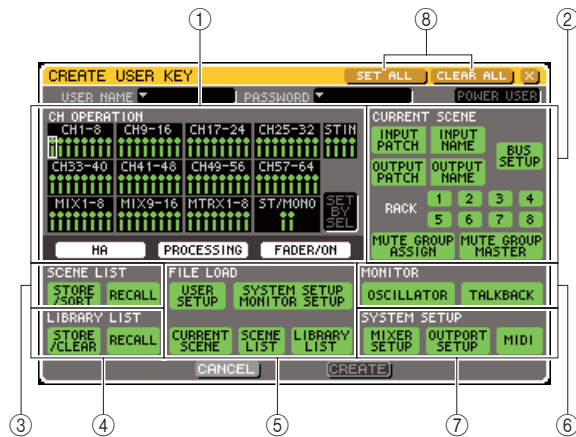 ① ⑧ ②
CREATE USER KEY SET ALL CLEAR ALL X
USER NAME PASSWORD POWER USER
CH OPERATION
CH1-8 CH9-16 CH17-24 CH25-32 STIN
CH33-40 CH41-48 CH49-56 CH57-64
MIX1-8 MIX9-16 MTRX1-8 ST/MONO SET BY SEL
HA PROCESSING FADER/ON
CURRENT SCENE
INPUT PATCH INPUT NAME BUS SETUP
OUTPUT PATCH OUTPUT NAME
RACK 1 2 3 4
5 6 7 8
MUTE GROUP ASSIGN MUTE GROUP MASTER
SCENE LIST
STORE /SORT RECALL
LIBRARY LIST
STORE /CLEAR RECALL
FILE LOAD
USER SETUP SYSTEM SETUP MONITOR SETUP
CURRENT SCENE SCENE LIST LIBRARY LIST
MONITOR
OSCILLATOR TALKBACK
SYSTEM SETUP
MIXER SETUP OUTPORT SETUP MIDI
CANCEL CREATE
③ ④ ⑤ ⑦ ⑥